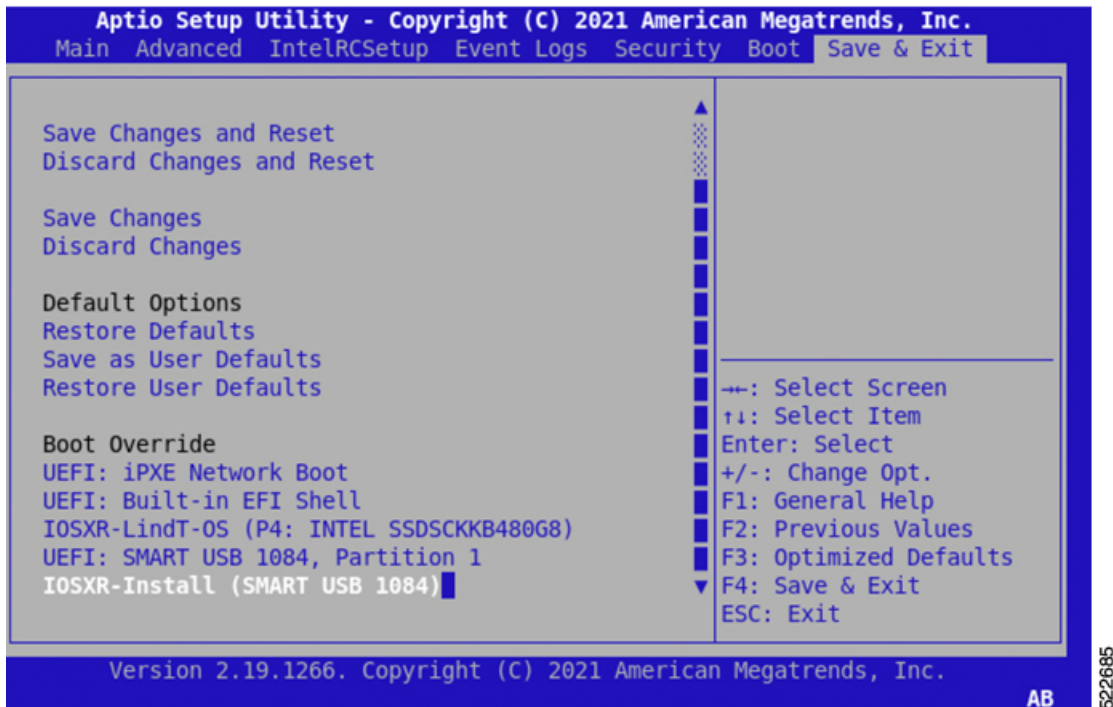 Aptio Setup Utility - Copyright (C) 2021 American Megatrends, Inc.
Main Advanced IntelRCSetup Event Logs Security Boot Save & Exit
Save Changes and Reset
Discard Changes and Reset
Save Changes
Discard Changes
Default Options
Restore Defaults
Save as User Defaults
Restore User Defaults
Boot Override
UEFI: iPXE Network Boot
UEFI: Built-in EFI Shell
IOSXR-LindT-OS (P4: INTEL SSDSCKKB480G8)
UEFI: SMART USB 1084, Partition 1
IOSXR-Install (SMART USB 1084)
→←: Select Screen
↑↓: Select Item
Enter: Select
+/-: Change Opt.
F1: General Help
F2: Previous Values
F3: Optimized Defaults
F4: Save & Exit
ESC: Exit
Version 2.19.1266. Copyright (C) 2021 American Megatrends, Inc.
AB
522685